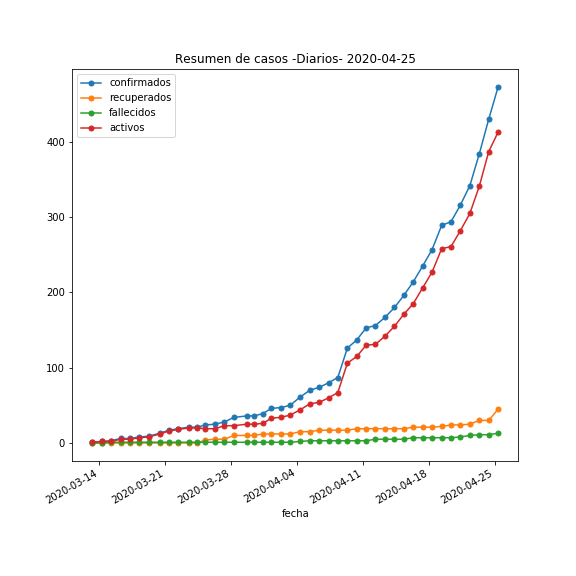 Resumen de casos -Diarios- 2020-04-25
confirmados
recuperados
fallecidos
activos
400
300
200
100
0
2020-03-14
2020-03-21
2020-03-28
2020-04-04
2020-04-11
2020-04-18
2020-04-25
fecha